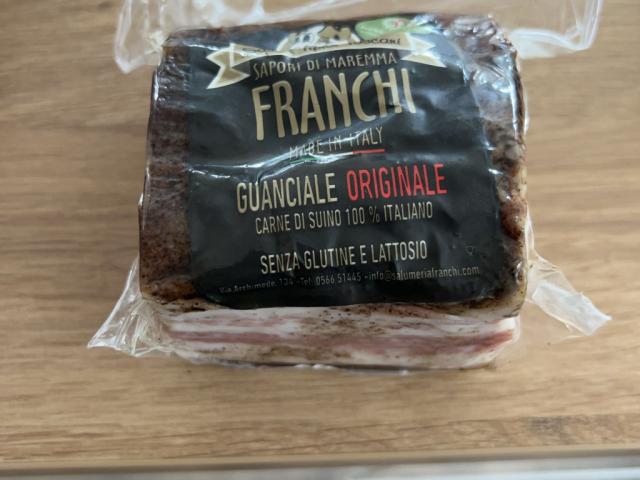 SAPORI DI MAREMMA
FRANCHI
MADE IN ITALY
GUANCIALE ORIGINALE
CARNE DI SUINO 100 % ITALIANO
SENZA GLUTINE E LATTOSIO
Via Archimede, 134 -Tel. 0566 51445 -info@salumeriafranchi.com